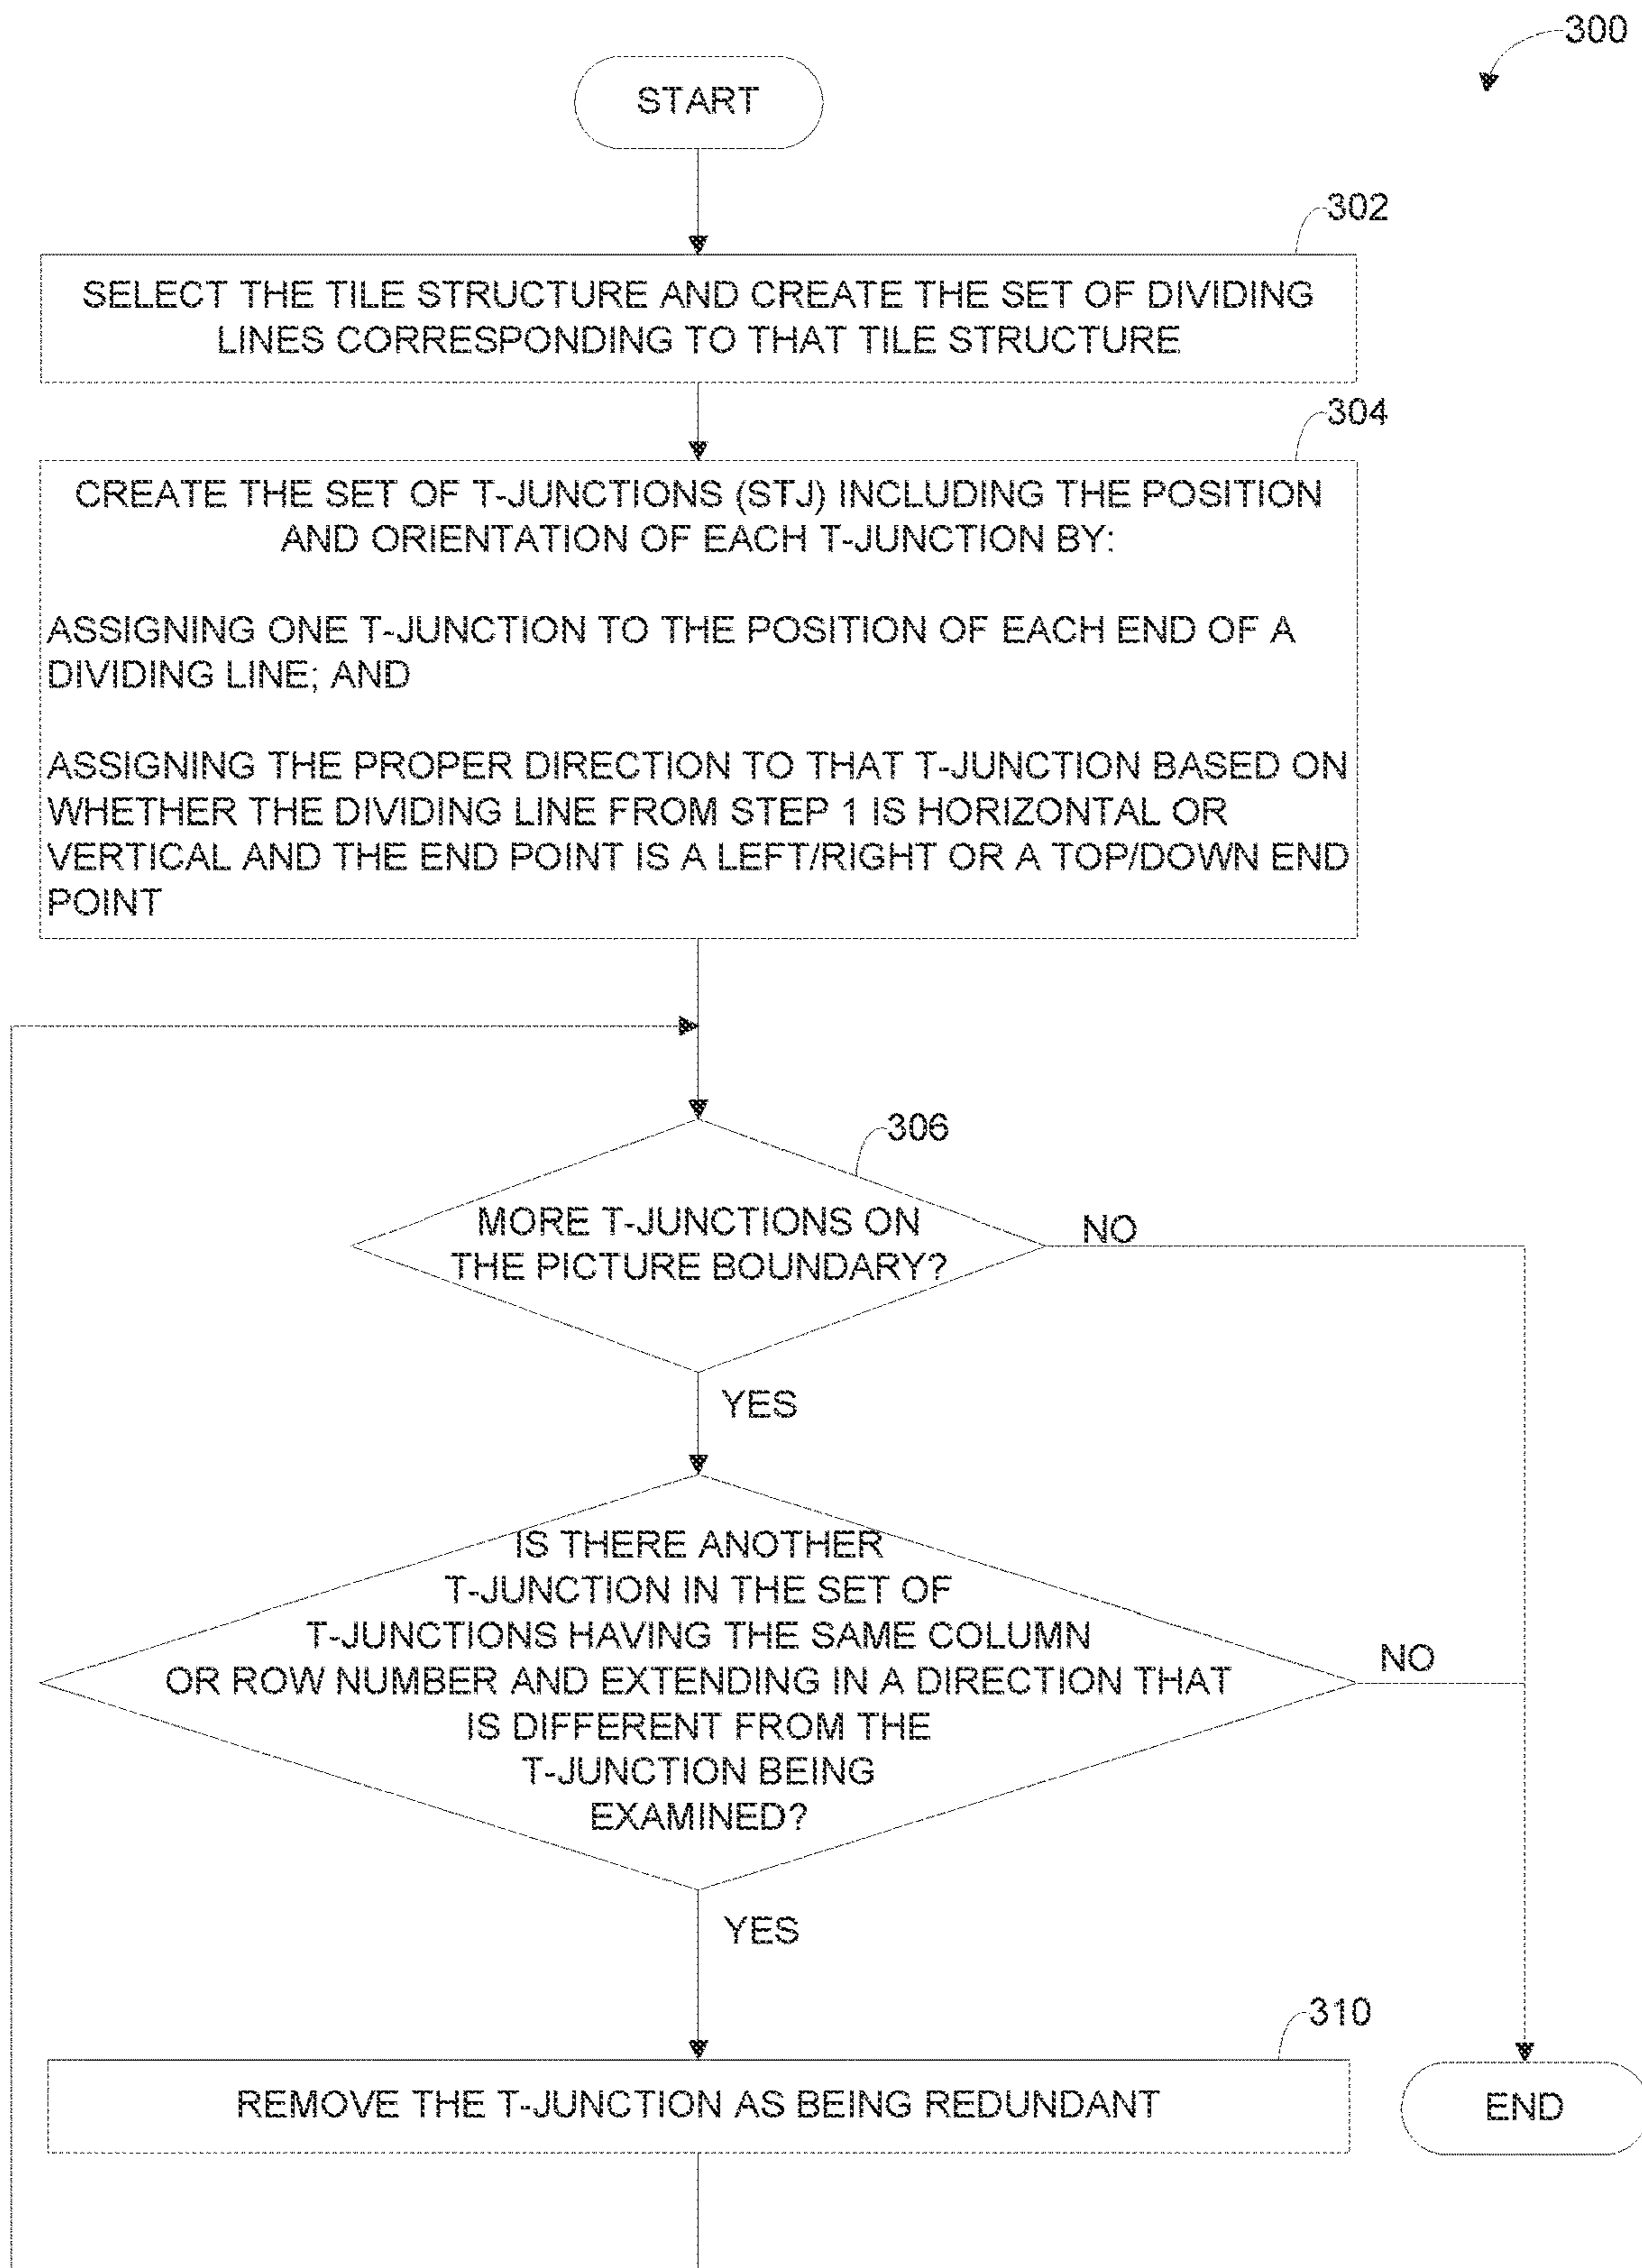 300
START
302
SELECT THE TILE STRUCTURE AND CREATE THE SET OF DIVIDING
LINES CORRESPONDING TO THAT TILE STRUCTURE
304
CREATE THE SET OF T-JUNCTIONS (STJ) INCLUDING THE POSITION
AND ORIENTATION OF EACH T-JUNCTION BY:
ASSIGNING ONE T-JUNCTION TO THE POSITION OF EACH END OF A
DIVIDING LINE; AND
ASSIGNING THE PROPER DIRECTION TO THAT T-JUNCTION BASED ON
WHETHER THE DIVIDING LINE FROM STEP 1 IS HORIZONTAL OR
VERTICAL AND THE END POINT IS A LEFT/RIGHT OR A TOP/DOWN END
POINT
306
MORE T-JUNCTIONS ON
THE PICTURE BOUNDARY?
NO
YES
IS THERE ANOTHER
T-JUNCTION IN THE SET OF
T-JUNCTIONS HAVING THE SAME COLUMN
OR ROW NUMBER AND EXTENDING IN A DIRECTION THAT
IS DIFFERENT FROM THE
T-JUNCTION BEING
EXAMINED?
NO
YES
310
REMOVE THE T-JUNCTION AS BEING REDUNDANT
END